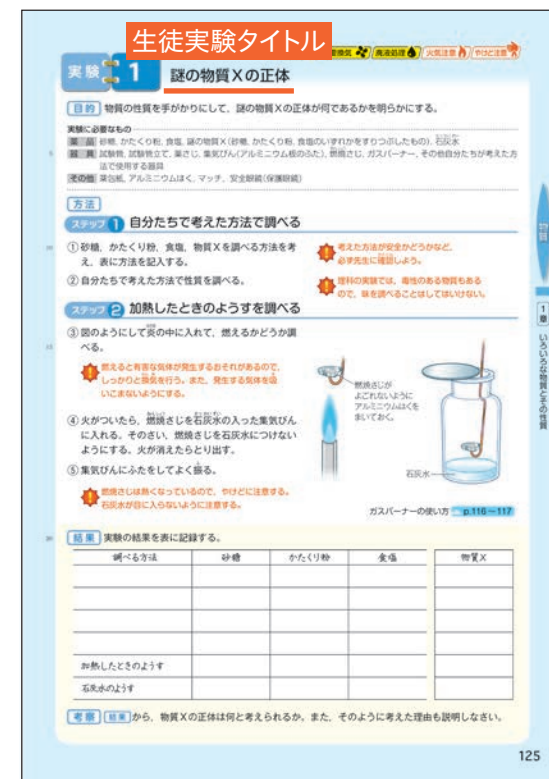 生徒実験タイトル
要換気 廃液処理 火気注意 やけど注意
実験 1 謎の物質Xの正体
目的 物質の性質を手がかりにして、謎の物質Xの正体が何であるかを明らかにする。
実験に必要なもの
薬品 砂糖、かたくり粉、食塩、謎の物質X(砂糖、かたくり粉、食塩のいずれかをすりつぶしたもの)、石灰水
器具 試験管、試験管立て、薬さじ、集気びん(アルミニウム板のふた)、燃焼さじ、ガスバーナー、その他自分たちが考えた方
法で使用する器具
その他 薬包紙、アルミニウムはく、マッチ、安全眼鏡(保護眼鏡)
方法
ステップ 1 自分たちで考えた方法で調べる
①砂糖、かたくり粉、食塩、物質Xを調べる方法を考
え、表に方法を記入する。
②自分たちで考えた方法で性質を調べる。
考えた方法が安全かどうかなど、
必ず先生に確認しよう。
理科の実験では、毒性のある物質もある
ので、味を調べることはしてはいけない。
ステップ 2 加熱したときのようすを調べる
③図のようにして炎の中に入れて、燃えるかどうか調
べる。
燃えると有害な気体が発生するおそれがあるので、
しっかりと換気を行う。また、発生する気体を吸
いこまないようにする。
④火がついたら、燃焼さじを石灰水の入った集気びん
に入れる。そのさい、燃焼さじを石灰水につけない
ようにする。火が消えたらとり出す。
⑤集気びんにふたをしてよく振る。
燃焼さじは熱くなっているので、やけどに注意する。
石灰水が目に入らないように注意する。
燃焼さじが
よごれないように
アルミニウムはくを
まいておく。
石灰水
ガスバーナーの使い方 p.116〜117
結果 実験の結果を表に記録する。
調べる方法 砂糖 かたくり粉 食塩 物質X
加熱したときのようす
石灰水のようす
考察 結果から、物質Xの正体は何と考えられるか。また、そのように考えた理由も説明しなさい。
物質
1章 いろいろな物質とその性質
125